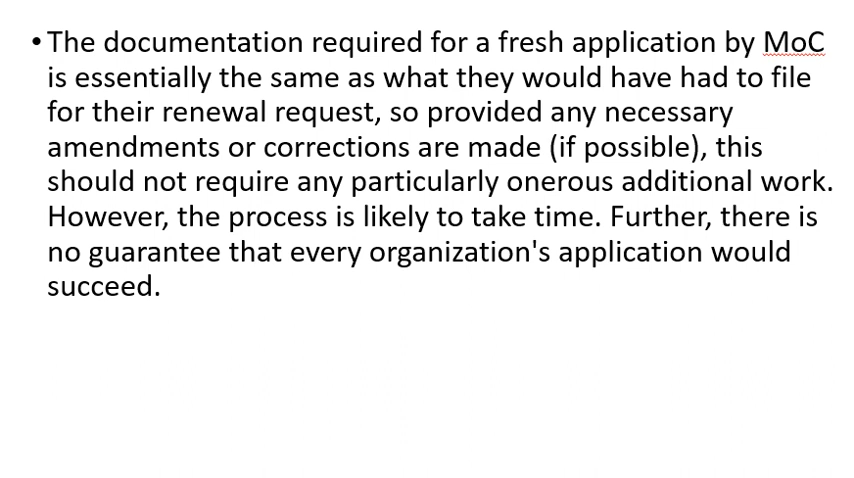 • The documentation required for a fresh application by MoC
is essentially the same as what they would have had to file
for their renewal request, so provided any necessary
amendments or corrections are made (if possible), this
should not require any particularly onerous additional work.
However, the process is likely to take time. Further, there is
no guarantee that every organization's application would
succeed.